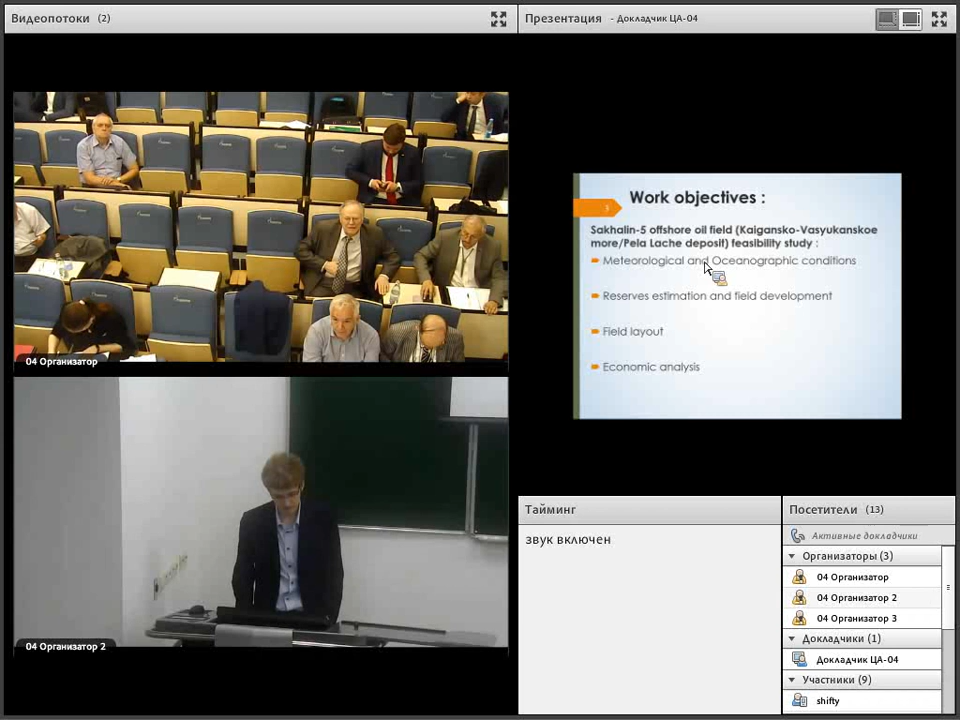 Видеопотоки (2)
04 Организатор
04 Организатор 2
Презентация - Докладчик ЦА-04
3
Work objectives :
Sakhalin-5 offshore oil field (Kaigansko-Vasyukanskoe
more/Pela Lache deposit) feasibility study :
Meteorological and Oceanographic conditions
Reserves estimation and field development
Field layout
Economic analysis
Тайминг
звук включен
Посетители (13)
Активные докладчики
Организаторы (3)
04 Организатор
04 Организатор 2
04 Организатор 3
Докладчики (1)
Докладчик ЦА-04
Участники (9)
shifty